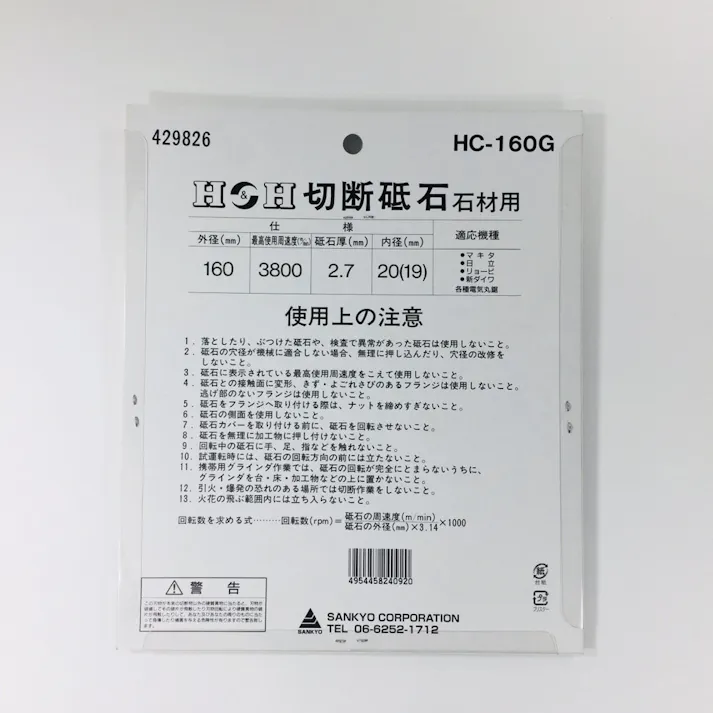 429826
HC-160G
H&H 切断砥石 石材用
仕様
適応機種
外径(mm) 最高使用周速度 砥石厚(mm) 内径(mm)
160 3800 2.7 20(19)
●マキタ
●日立
●リョービ
●新ダイワ
各種電気丸鋸
使用上の注意
1．落としたり、ぶつけた砥石や、検査で異常があった砥石は使用しないこと。
2．砥石の穴径が機械に適合しない場合、無理に押し込んだり、穴径の改修を
しないこと。
3．砥石に表示されている最高使用周速度をこえて使用しないこと。
4．砥石との接触面に変形、きず・よごれさびのあるフランジは使用しないこと。
逃げ部のないフランジは使用しないこと。
5．砥石をフランジへ取り付ける際は、ナットを締めすぎないこと。
6．砥石の側面を使用しないこと。
7．砥石カバーを取り付ける前に、砥石を回転させないこと。
8．砥石を無理に加工物に押し付けないこと。
9．回転中の砥石に手、足、指などを触れないこと。
10．試運転時には、砥石の回転方向の前には立たないこと。
11．携帯用グラインダ作業では、砥石の回転が完全にとまらないうちに、
グラインダを台・床・加工物などの上に置かないこと。
12．引火・爆発の恐れのある場所では切断作業をしないこと。
13．火花の飛ぶ範囲内には立ち入らないこと。
回転数を求める式………回転数(rpm)＝砥石の周速度(m/min)
砥石の外径(mm)×3.14×1000
4954458240920
⚠警告
紙
台紙
プラ
ブリスター
SANKYO
SANKYO CORPORATION
TEL 06-6252-1712